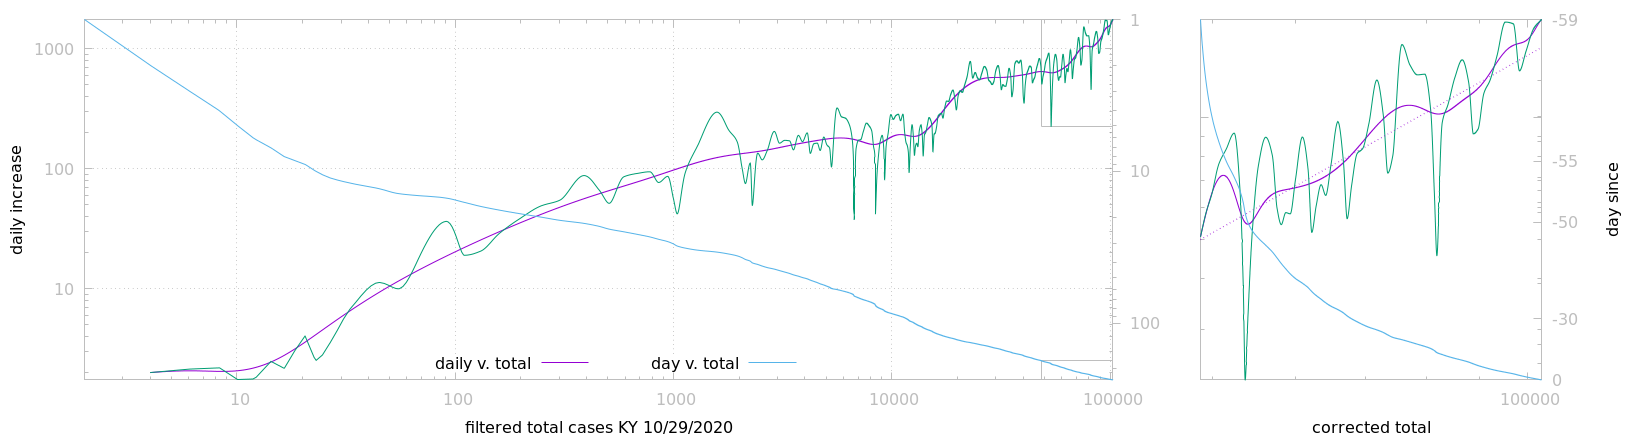 1000
100
10
daily increase
10
100
1000
10000
100000
1
10
100
daily v. total
day v. total
filtered total cases KY 10/29/2020
-59
-55
-50
-30
0
day since
100000
corrected total